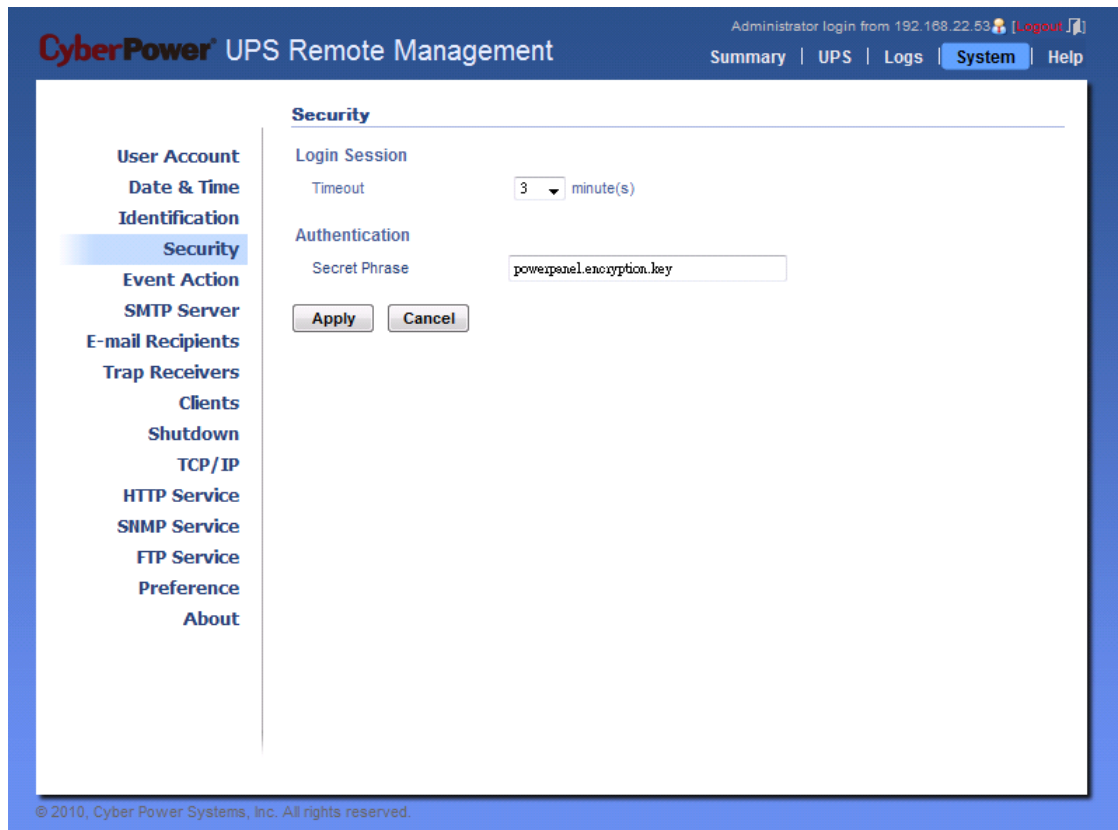 Administrator login from 192.168.22.53 [Logout]
CyberPower UPS Remote Management
Summary | UPS | Logs | System | Help
Security
User Account
Date & Time
Identification
Security
Event Action
SMTP Server
E-mail Recipients
Trap Receivers
Clients
Shutdown
TCP/IP
HTTP Service
SNMP Service
FTP Service
Preference
About
Login Session
Timeout 3 minute(s)
Authentication
Secret Phrase powerpanel.encryption.key
Apply Cancel
© 2010, Cyber Power Systems, Inc. All rights reserved.